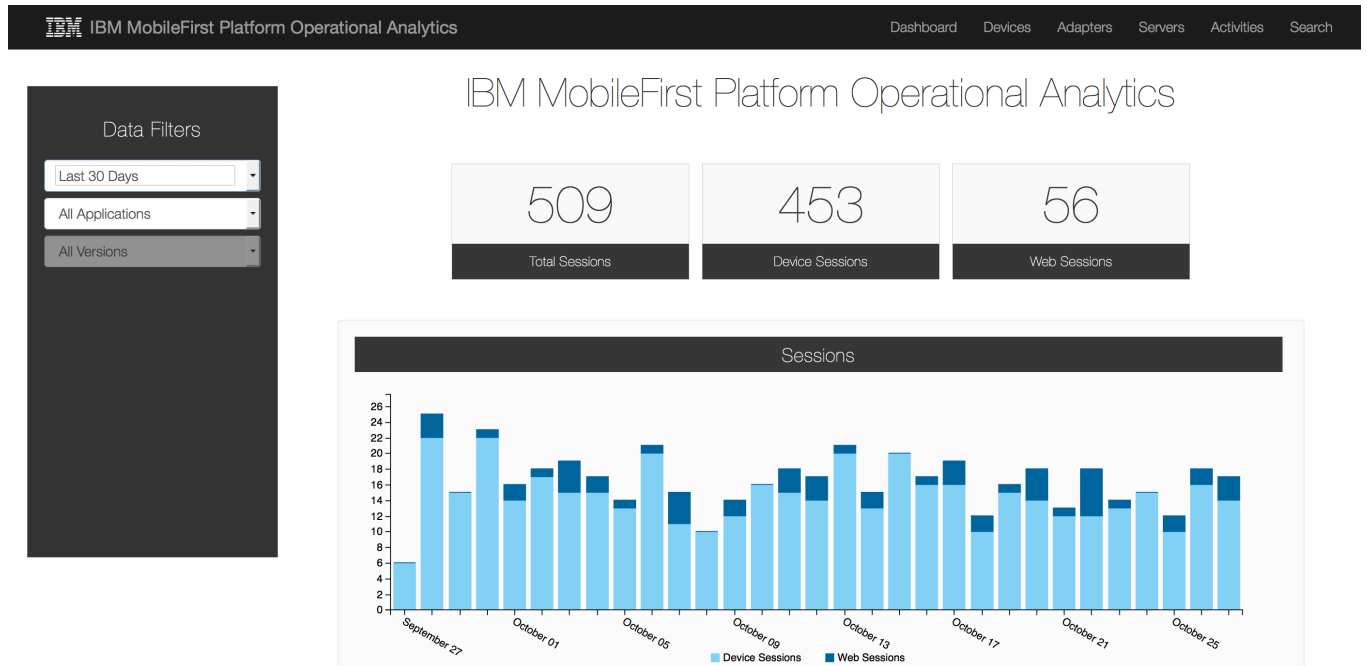 IBM IBM MobileFirst Platform Operational Analytics Dashboard Devices Adapters Servers Activities Search
IBM MobileFirst Platform Operational Analytics
Data Filters
Last 30 Days
All Applications
All Versions
509 453 56
Total Sessions Device Sessions Web Sessions
Sessions
26
24
22
20
18
16
14
12
10
8
6
4
2
0
September 27 October 01 October 05 October 09 October 13 October 17 October 21 October 25
Device Sessions Web Sessions